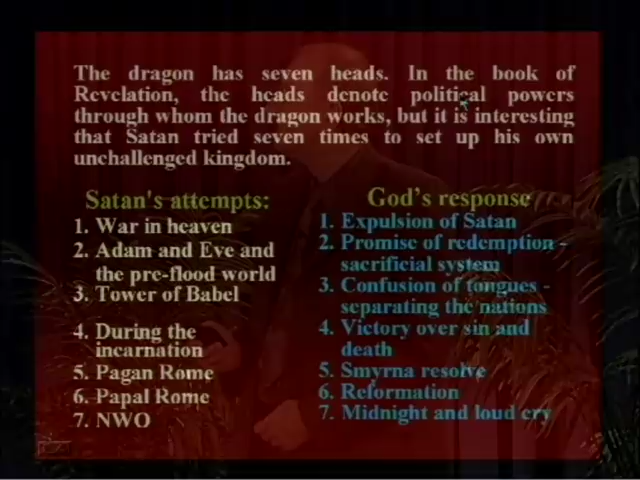 The dragon has seven heads. In the book of
Revelation, the heads denote political powers
through whom the dragon works, but it is interesting
that Satan tried seven times to set up his own
unchallenged kingdom.
Satan's attempts:
1. War in heaven
2. Adam and Eve and
the pre-flood world
3. Tower of Babel
4. During the
incarnation
5. Pagan Rome
6. Papal Rome
7. NWO
God's response
1. Expulsion of Satan
2. Promise of redemption -
sacrificial system
3. Confusion of tongues -
separating the nations
4. Victory over sin and
death
5. Smyrna resolve
6. Reformation
7. Midnight and loud cry